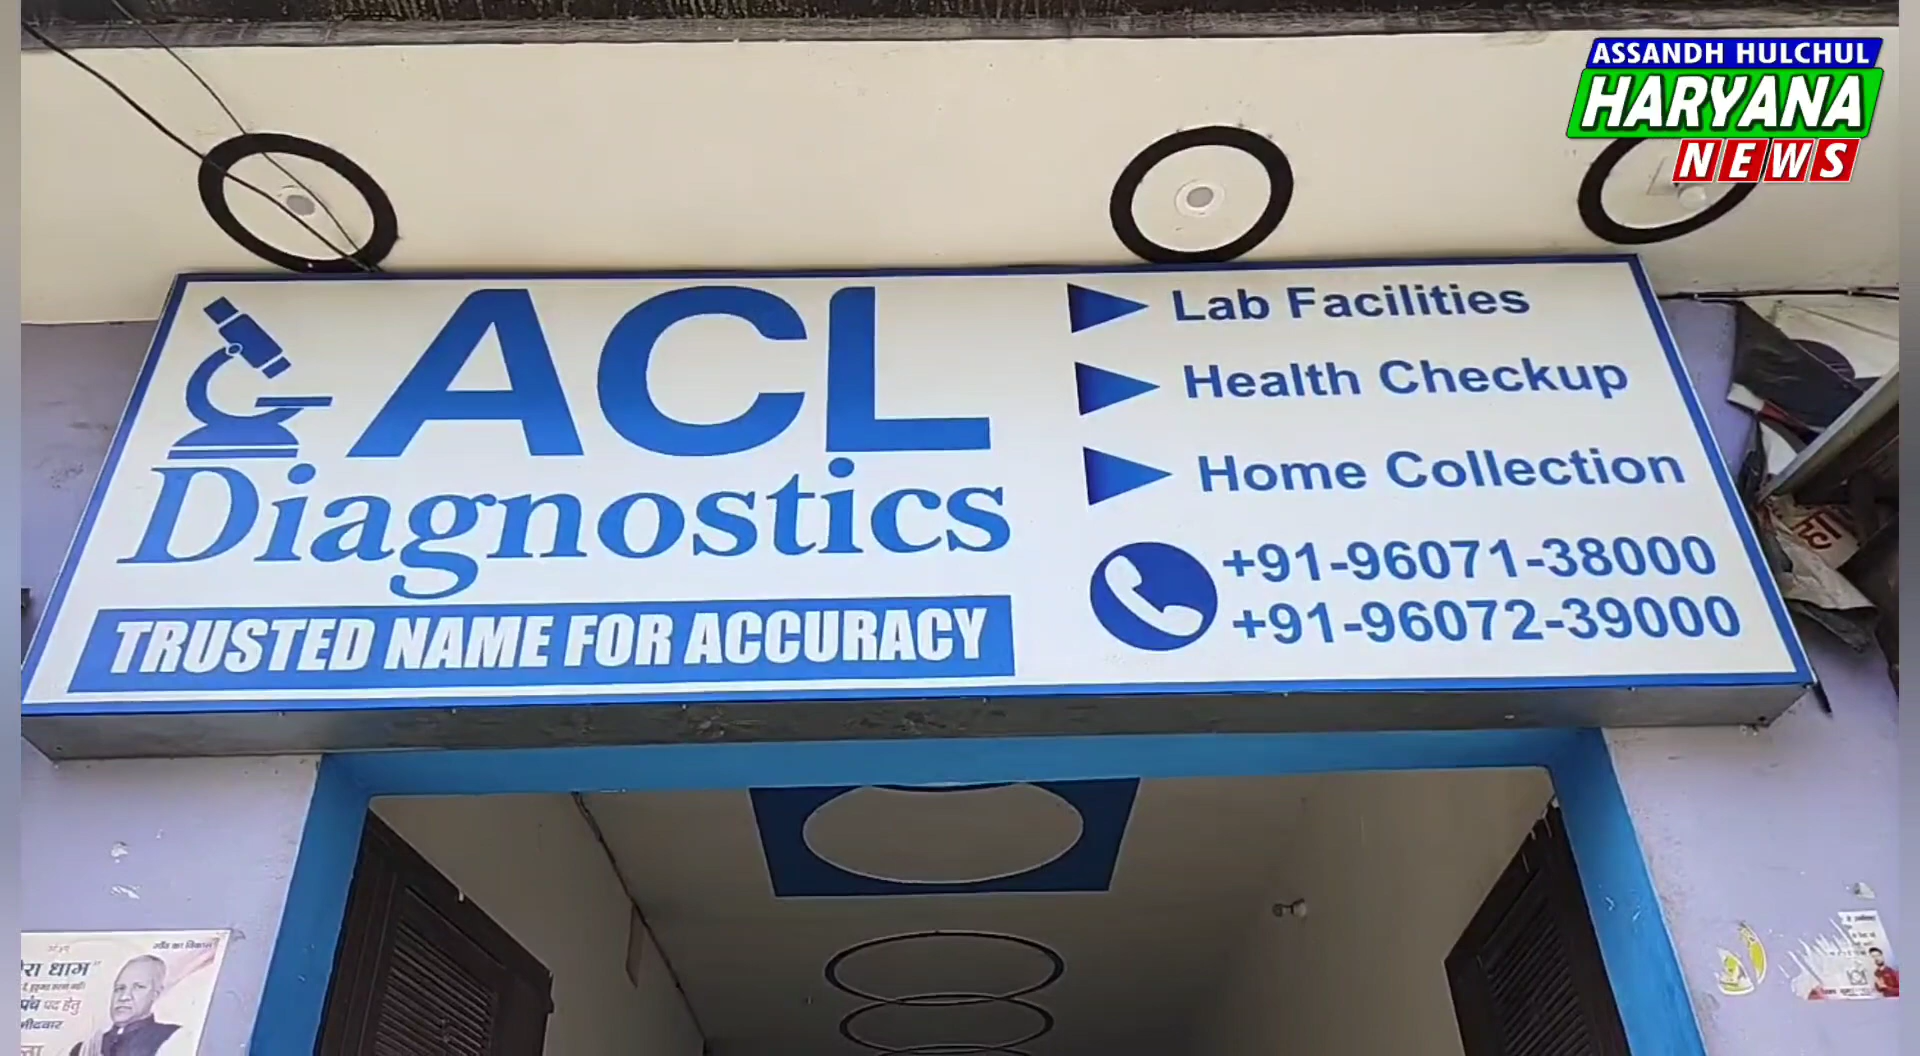 ASSANDH HULCHUL
HARYANA
NEWS
ACL
Diagnostics
TRUSTED NAME FOR ACCURACY
Lab Facilities
Health Checkup
Home Collection
+91-96071-38000
+91-96072-39000
गाँव का विकास
धाम
पद हेतु